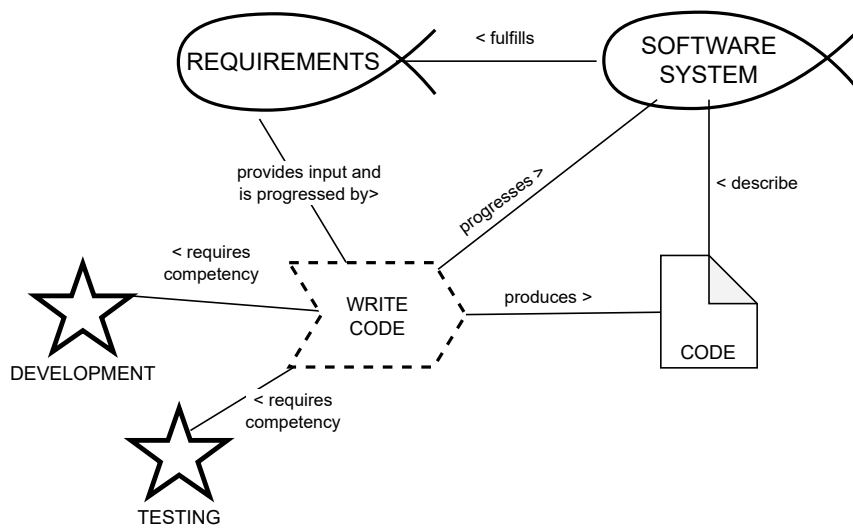 REQUIREMENTS
< fulfills
SOFTWARE
SYSTEM
provides input and
is progressed by>
progresses >
< describe
< requires
competency
WRITE
CODE
produces >
CODE
DEVELOPMENT
< requires
competency
TESTING